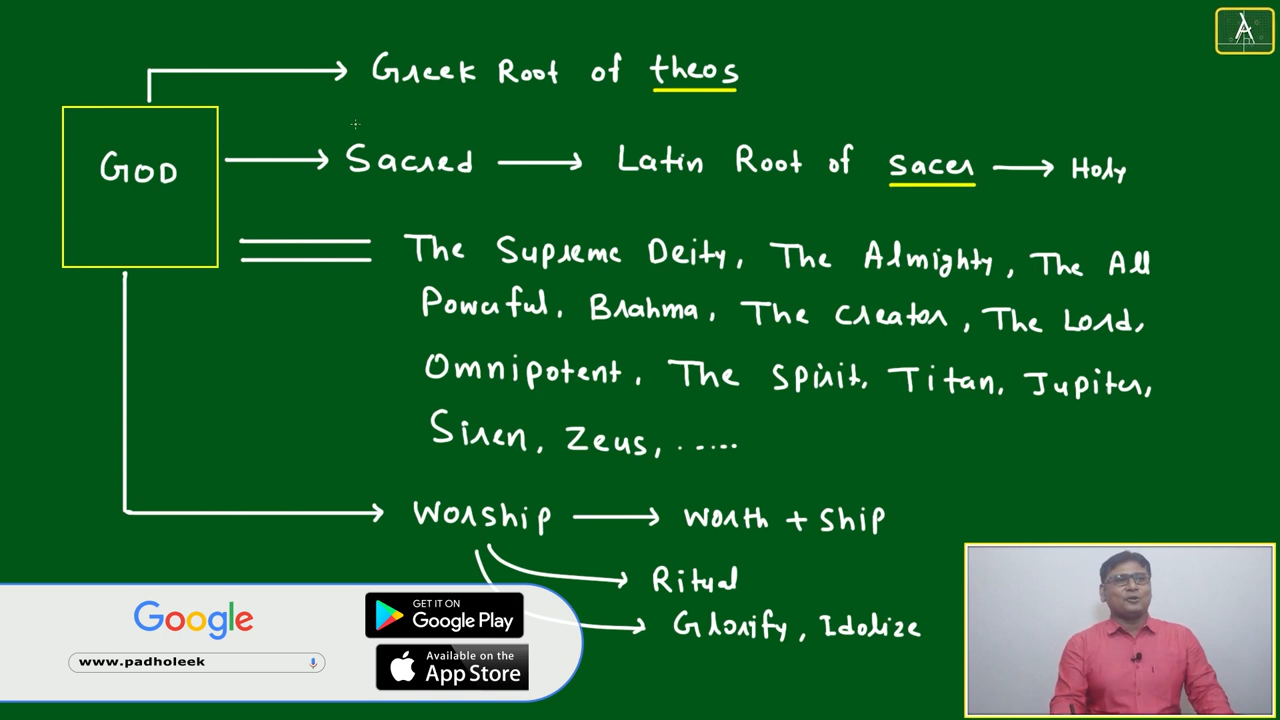 Greek Root of theos
GOD
Sacred
Latin Root of sacer
Holy
The Supreme Deity, The Almighty, The All
Powerful, Brahma, The Creator, The Lord,
Omnipotent, The Spirit, Titan, Jupiter,
Siren, Zeus, .....
Worship
Worth + Ship
Ritual
Glorify, Idolize
Google
www.padholeek
GET IT ON
Google Play
Available on the
App Store